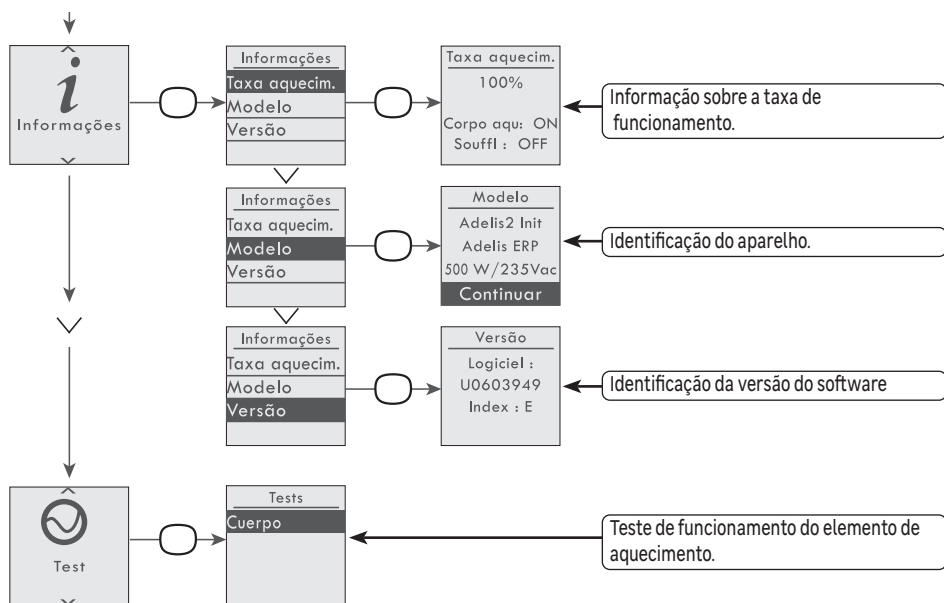 Informações
Informações
Taxa aquecim.
Modelo
Versão
Taxa aquecim.
100%
Corpo aqu: ON
Souffl : OFF
Informação sobre a taxa de
funcionamento.
Informações
Taxa aquecim.
Modelo
Versão
Modelo
Adelis2 Init
Adelis ERP
500 W/235Vac
Continuar
Identificação do aparelho.
Informações
Taxa aquecim.
Modelo
Versão
Versão
Logiciel :
U0603949
Index : E
Identificação da versão do software
Test
Tests
Cuerpo
Teste de funcionamento do elemento de
aquecimento.